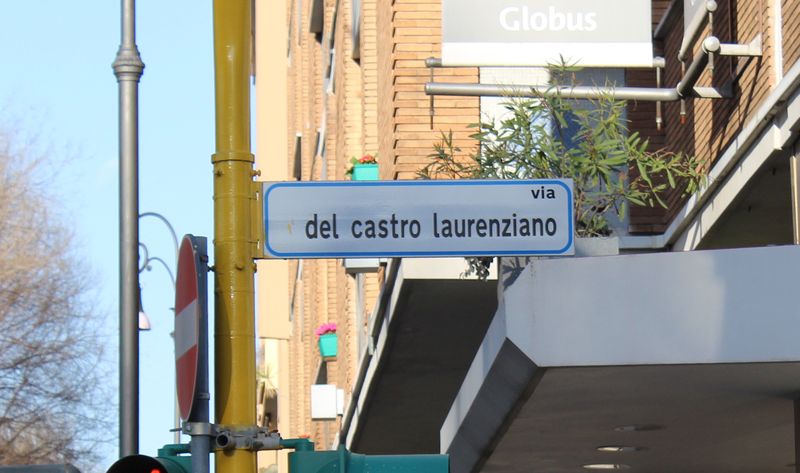 Globus
via
del castro laurenziano